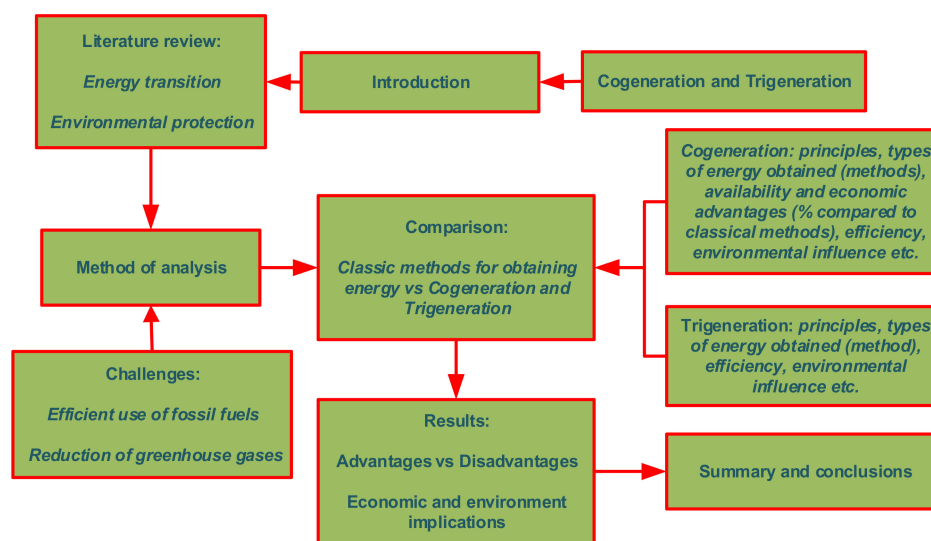 Literature review:
Energy transition
Environmental protection
Introduction
Cogeneration and Trigeneration
Cogeneration: principles, types
of energy obtained (methods),
availability and economic
advantages (% compared to
classical methods), efficiency,
environmental influence etc.
Comparison:
Classic methods for obtaining
energy vs Cogeneration and
Trigeneration
Method of analysis
Trigeneration: principles, types
of energy obtained (method),
efficiency, environmental
influence etc.
Challenges:
Efficient use of fossil fuels
Reduction of greenhouse gases
Results:
Advantages vs Disadvantages
Economic and environment
implications
Summary and conclusions